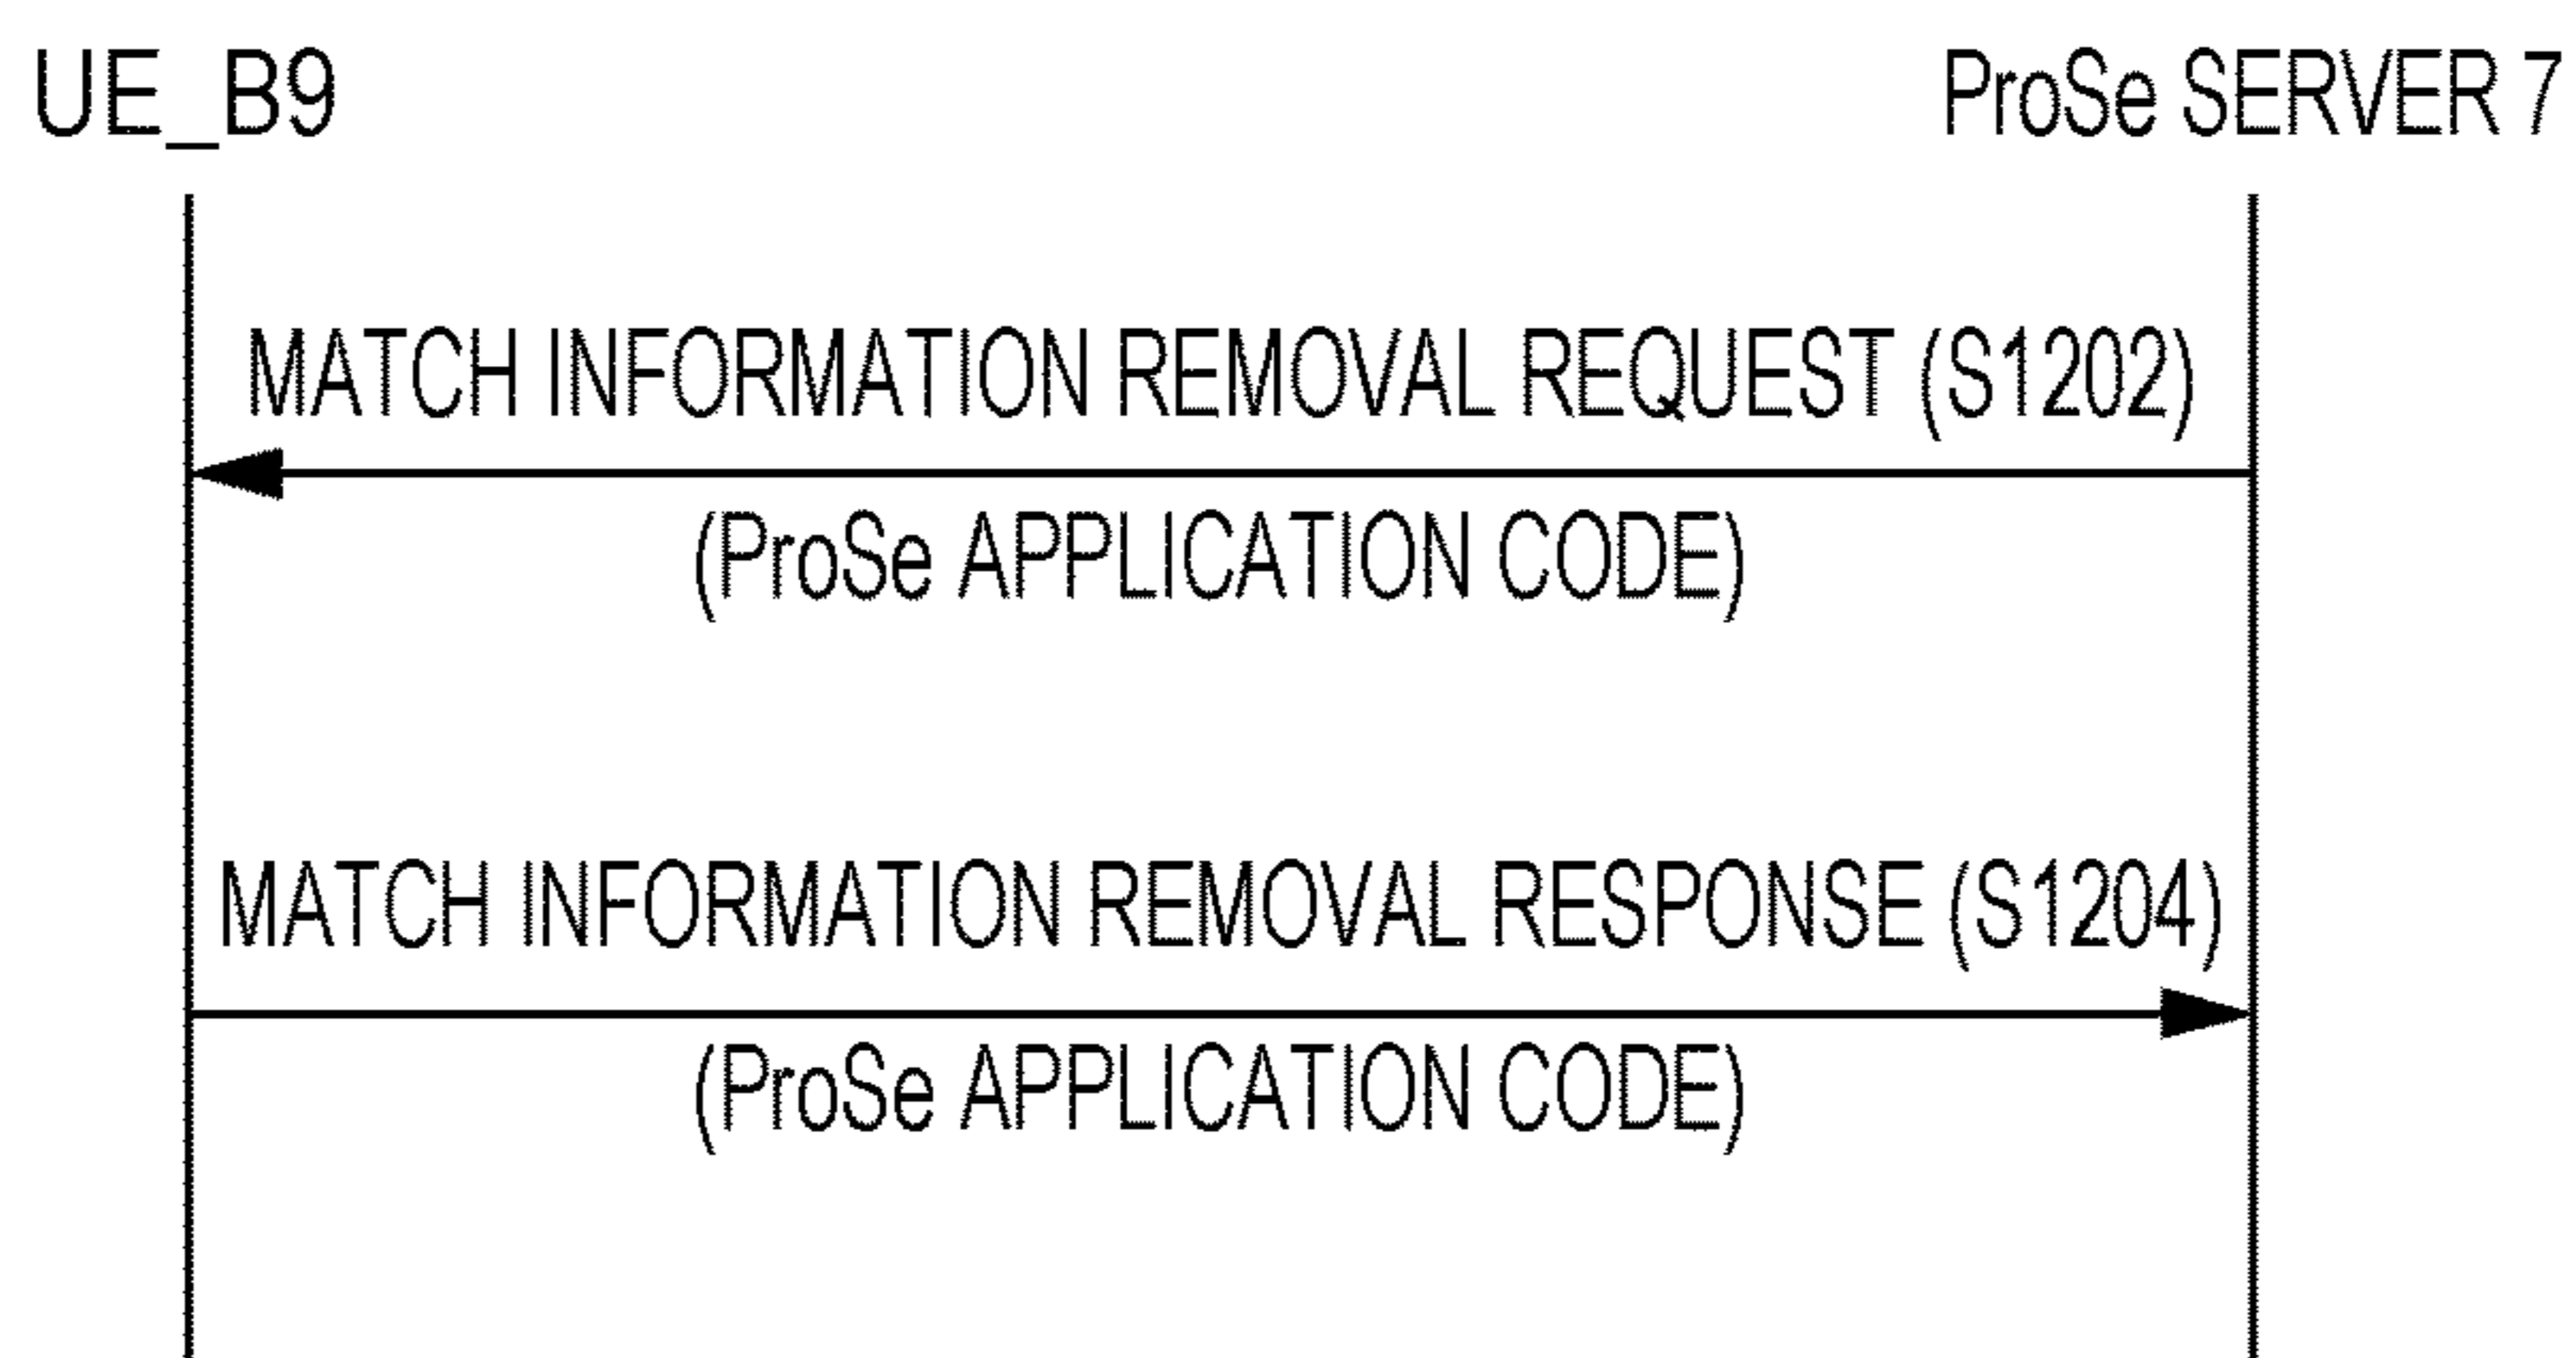 UE_B9 ProSe SERVER 7
MATCH INFORMATION REMOVAL REQUEST (S1202)
(ProSe APPLICATION CODE)
MATCH INFORMATION REMOVAL RESPONSE (S1204)
(ProSe APPLICATION CODE)